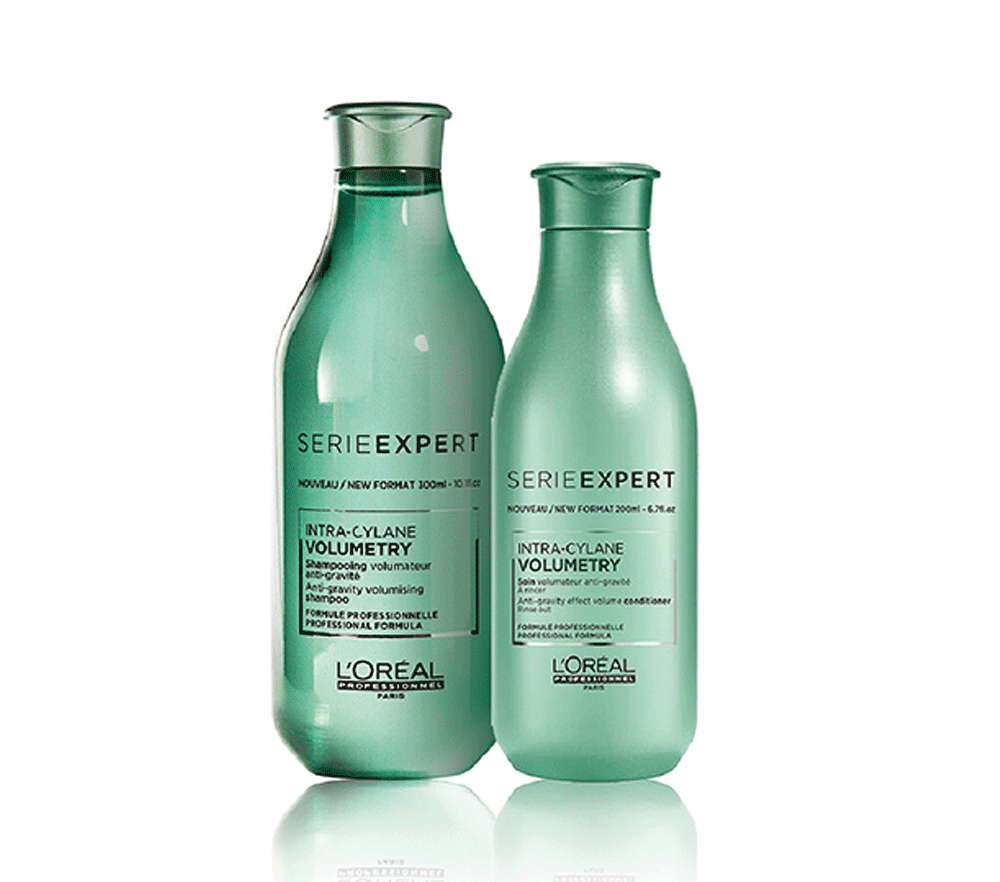 SERIEEXPERT
NOUVEAU / NEW FORMAT 300ml - 10.1fl.oz
INTRA-CYLANE
VOLUMETRY
Shampooing volumateur
anti-gravité
Anti-gravity volumising
shampoo
FORMULE PROFESSIONNELLE
PROFESSIONAL FORMULA
L'ORÉAL
PROFESSIONNEL
PARIS
SERIEEXPERT
NOUVEAU / NEW FORMAT 200ml - 6.7fl.oz
INTRA-CYLANE
VOLUMETRY
Soin volumateur anti-gravité
À rincer
Anti-gravity effect volume conditioner
Rinse out
FORMULE PROFESSIONNELLE
PROFESSIONAL FORMULA
L'ORÉAL
PROFESSIONNEL
PARIS